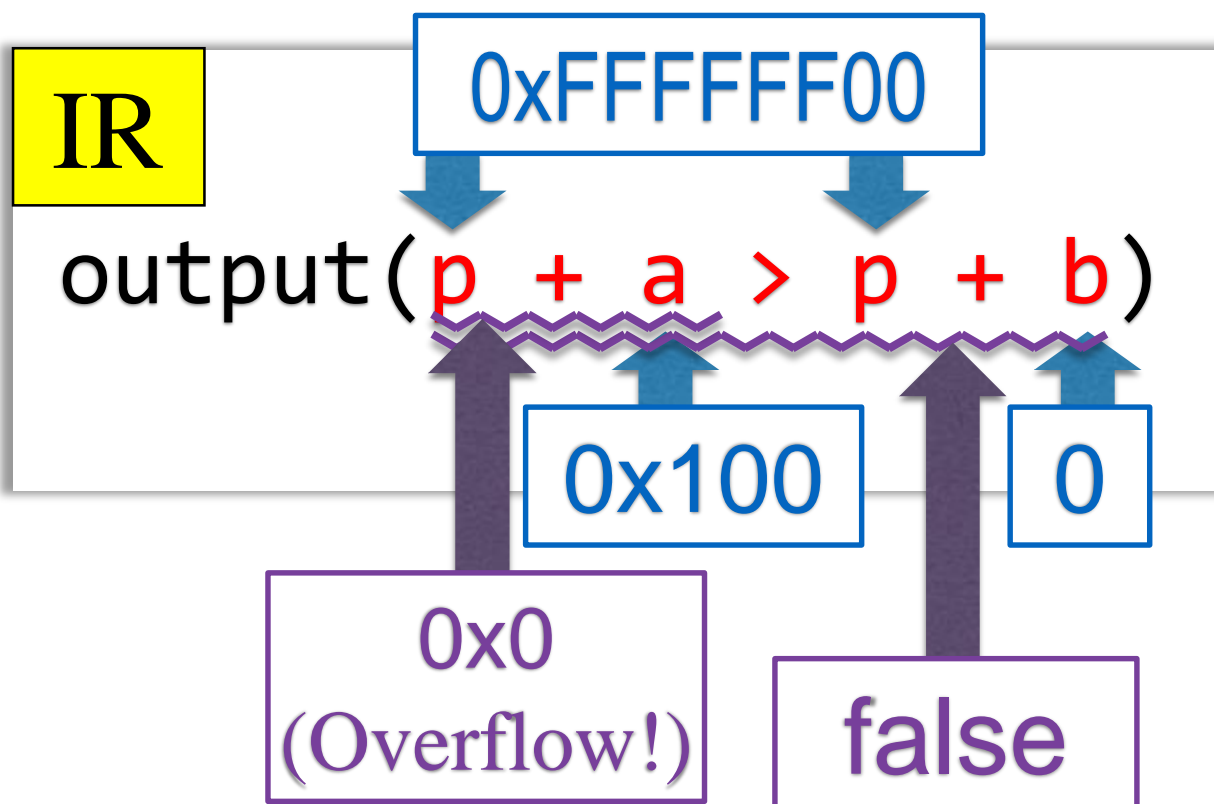 0xFFFFFF00
IR
output(p + a > p + b)
0x100
0
0x0
(Overflow!)
false